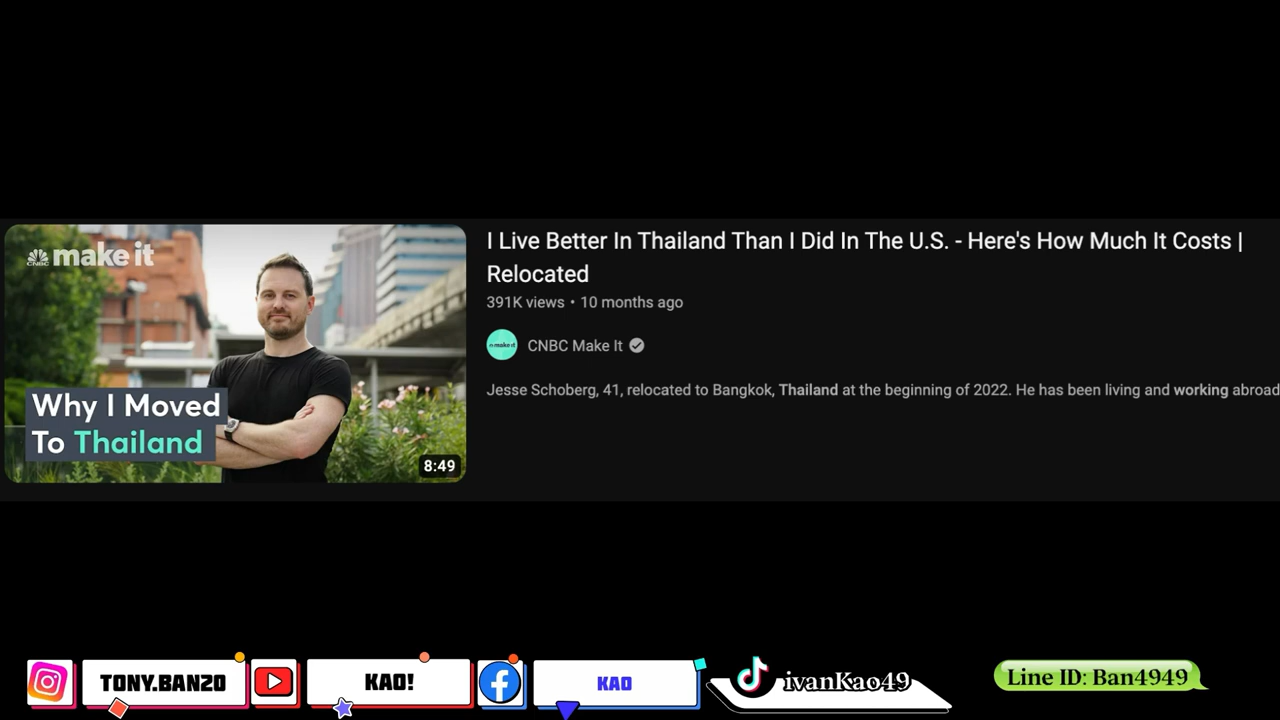 make it
CNBC
Why I Moved
To Thailand
8:49
I Live Better In Thailand Than I Did In The U.S. - Here's How Much It Costs |
Relocated
391K views • 10 months ago
make it
CNBC Make It
Jesse Schoberg, 41, relocated to Bangkok, Thailand at the beginning of 2022. He has been living and working abroad
TONY.BANZO
KAO!
KAO
ivanKao49
Line ID: Ban4949